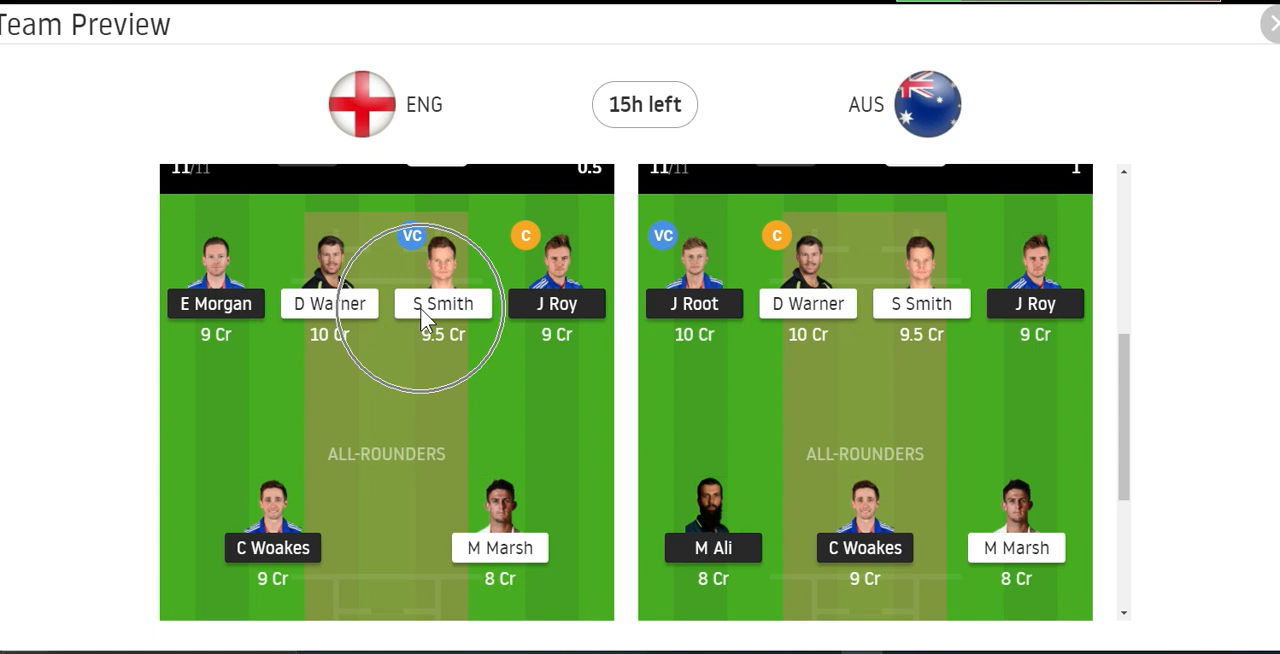 Team Preview
ENG 15h left AUS
11/11 0.5
11/11 1
VC C
E Morgan D Warner S Smith J Roy
9 Cr 10 Cr 9.5 Cr 9 Cr
ALL-ROUNDERS
C Woakes M Marsh
9 Cr 8 Cr
VC C
J Root D Warner S Smith J Roy
10 Cr 10 Cr 9.5 Cr 9 Cr
ALL-ROUNDERS
M Ali C Woakes M Marsh
8 Cr 9 Cr 8 Cr